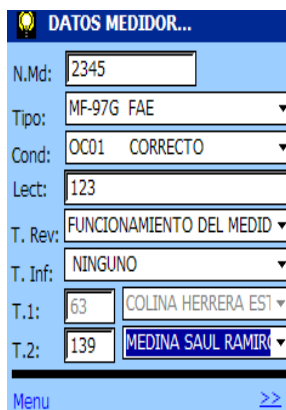 DATOS MEDIDOR...
N.Md: 2345
Tipo: MF-97G FAE
Cond: OC01 CORRECTO
Lect: 123
T. Rev: FUNCIONAMIENTO DEL MEDID
T. Inf: NINGUNO
T.1: 63 COLINA HERRERA EST
T.2: 139 MEDINA SAUL RAMIRO
Menu >>